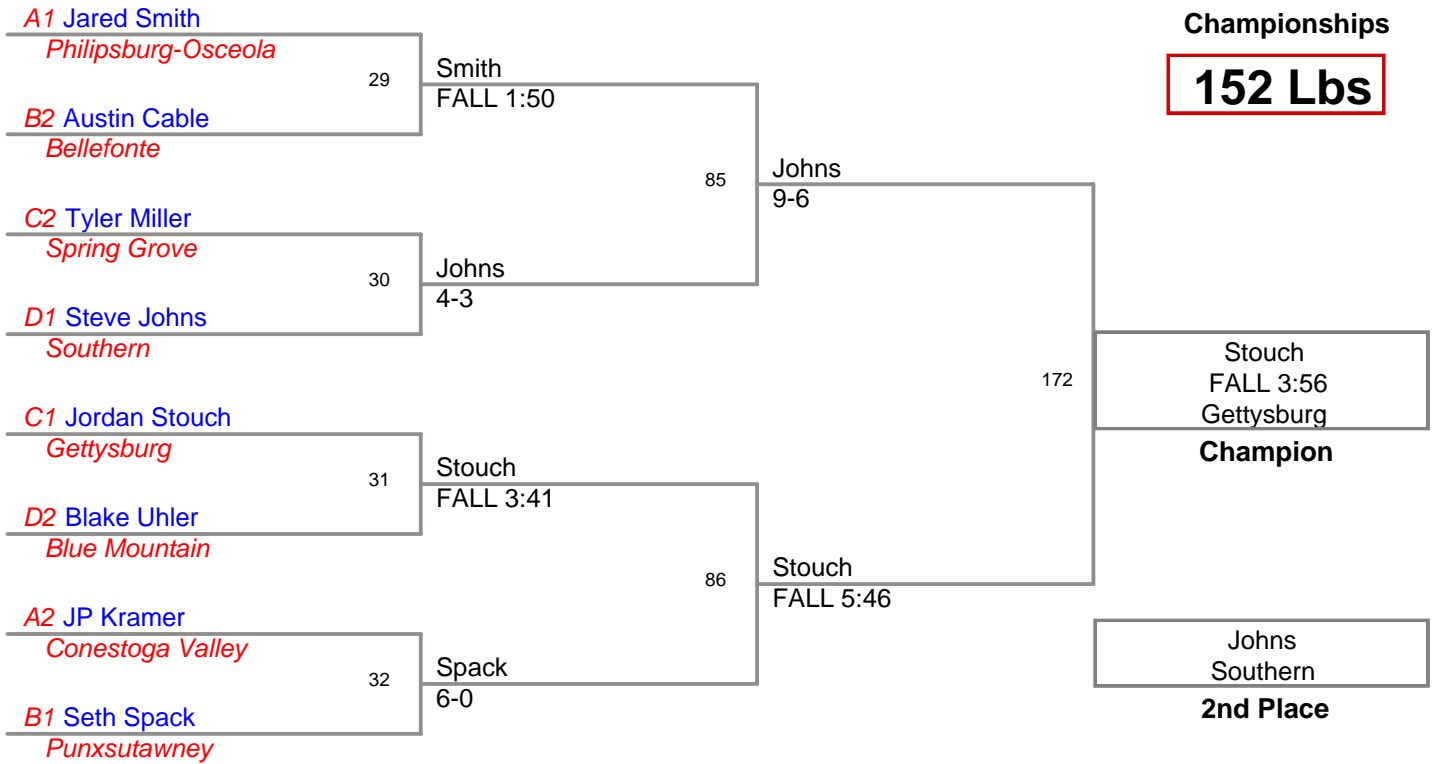 A1 Jared Smith
Philipsburg-Osceola
29
B2 Austin Cable
Bellefonte
C2 Tyler Miller
Spring Grove
30
D1 Steve Johns
Southern
C1 Jordan Stouch
Gettysburg
31
D2 Blake Uhler
Blue Mountain
A2 JP Kramer
Conestoga Valley
32
B1 Seth Spack
Punxsutawney
Smith
FALL 1:50
85
Johns
4-3
Stouch
FALL 3:41
86
Spack
6-0
Johns
9-6
172
Stouch
FALL 5:46
Championships
152 Lbs
Stouch
FALL 3:56
Gettysburg
Champion
Johns
Southern
2nd Place